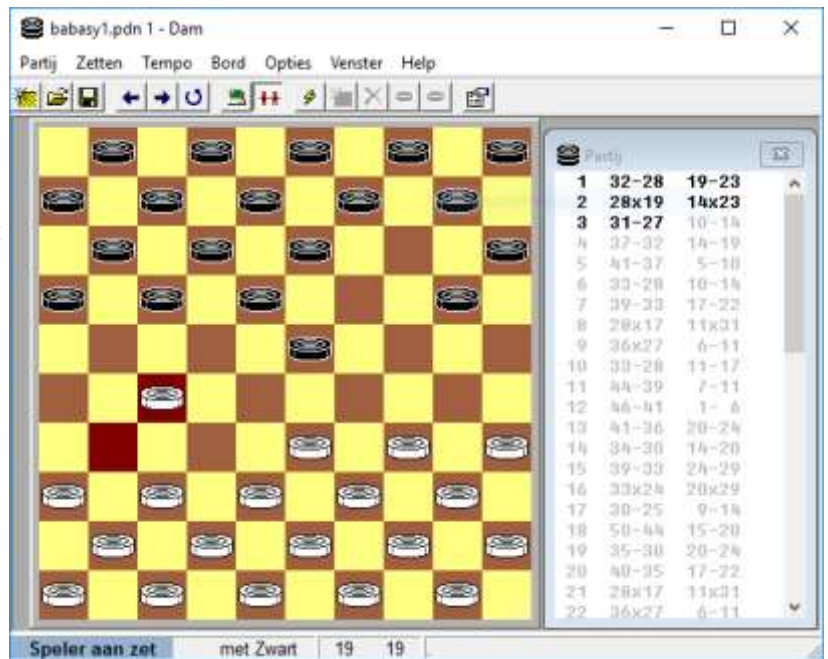 babasy1.pdn 1 - Dam
Partij Zetten Tempo Bord Opties Venster Help
Partij
1 32-28 19-23
2 28x19 14x23
3 31-27 10-14
4 37-32 14-19
5 41-37 5-10
6 33-28 10-14
7 39-33 17-22
8 28x17 11x31
9 36x27 6-11
10 33-28 11-17
11 44-39 7-11
12 46-41 1- 6
13 41-36 20-24
14 34-30 14-20
15 39-33 24-29
16 33x24 20x29
17 30-25 9-14
18 50-44 15-20
19 35-30 20-24
20 40-35 17-22
21 28x17 11x31
22 36x27 6-11
Speler aan zet met Zwart 19 19